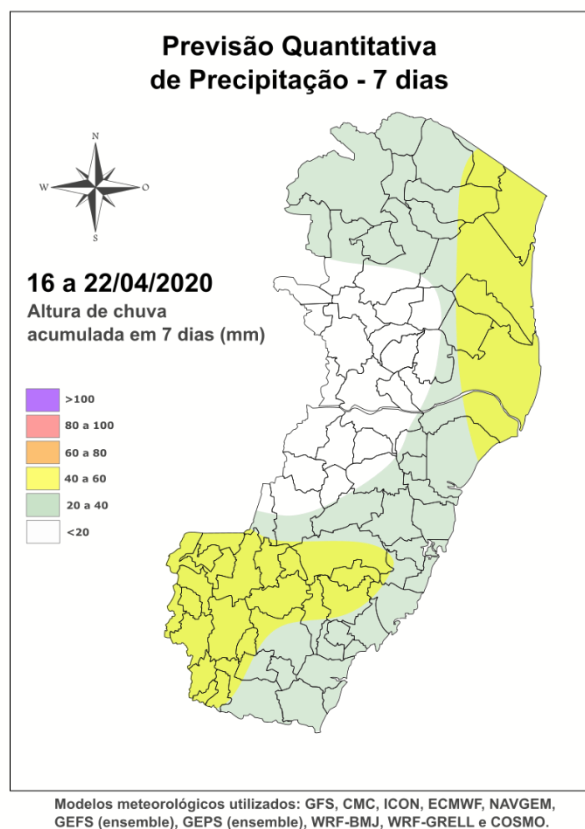 Previsão Quantitativa
de Precipitação - 7 dias
N
W
O
S
16 a 22/04/2020
Altura de chuva
acumulada em 7 dias (mm)
>100
80 a 100
60 a 80
40 a 60
20 a 40
<20
Modelos meteorológicos utilizados: GFS, CMC, ICON, ECMWF, NAVGEM,
GEFS (ensemble), GEPS (ensemble), WRF-BMJ, WRF-GRELL e COSMO.